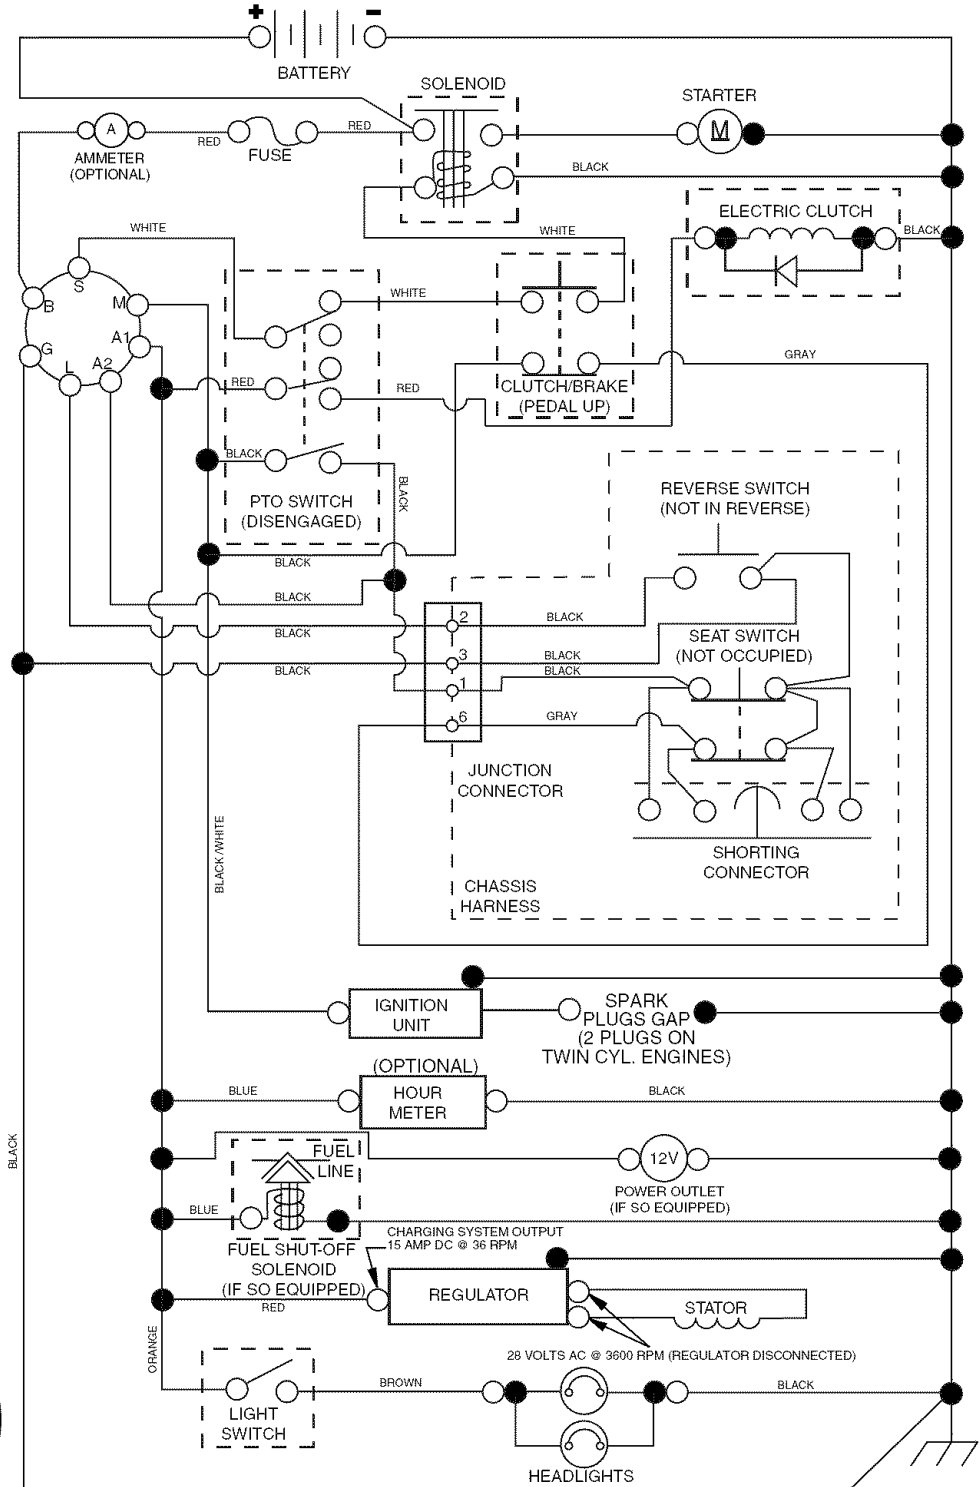 + -
BATTERY
SOLENOID
STARTER
M
A
RED
FUSE
RED
AMMETER
(OPTIONAL)
BLACK
ELECTRIC CLUTCH
BLACK
WHITE
WHITE
S
B
M
WHITE
G
A1
L
A2
GRAY
RED
RED
CLUTCH/BRAKE
(PEDAL UP)
BLACK
BLACK
PTO SWITCH
(DISENGAGED)
REVERSE SWITCH
(NOT IN REVERSE)
BLACK
BLACK
2
BLACK
BLACK
SEAT SWITCH
(NOT OCCUPIED)
3
BLACK
BLACK
BLACK
1
6
GRAY
JUNCTION
CONNECTOR
SHORTING
CONNECTOR
BLACK/WHITE
CHASSIS
HARNESS
IGNITION
UNIT
SPARK
PLUGS GAP
(2 PLUGS ON
TWIN CYL. ENGINES)
(OPTIONAL)
BLUE
HOUR
METER
BLACK
BLACK
FUEL
LINE
12V
POWER OUTLET
(IF SO EQUIPPED)
BLUE
CHARGING SYSTEM OUTPUT
15 AMP DC @ 36 RPM
FUEL SHUT-OFF
SOLENOID
(IF SO EQUIPPED)
RED
REGULATOR
STATOR
ORANGE
28 VOLTS AC @ 3600 RPM (REGULATOR DISCONNECTED)
BROWN
BLACK
LIGHT
SWITCH
HEADLIGHTS